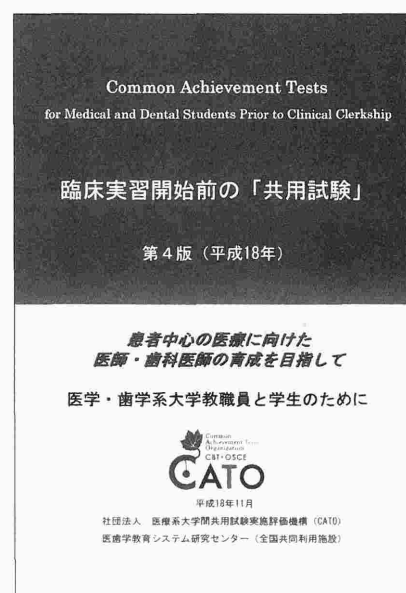 Common Achievement Tests
for Medical and Dental Students Prior to Clinical Clerkship
臨床実習開始前の「共用試験」
第4版（平成18年）
患者中心の医療に向けた
医師・歯科医師の育成を目指して
医学・歯学系大学教職員と学生のために
Common
Achievement Tests
Organization
CBT・OSCE
CATO
平成18年11月
社団法人 医療系大学間共用試験実施評価機構（CATO）
医歯学教育システム研究センター（全国共同利用施設）